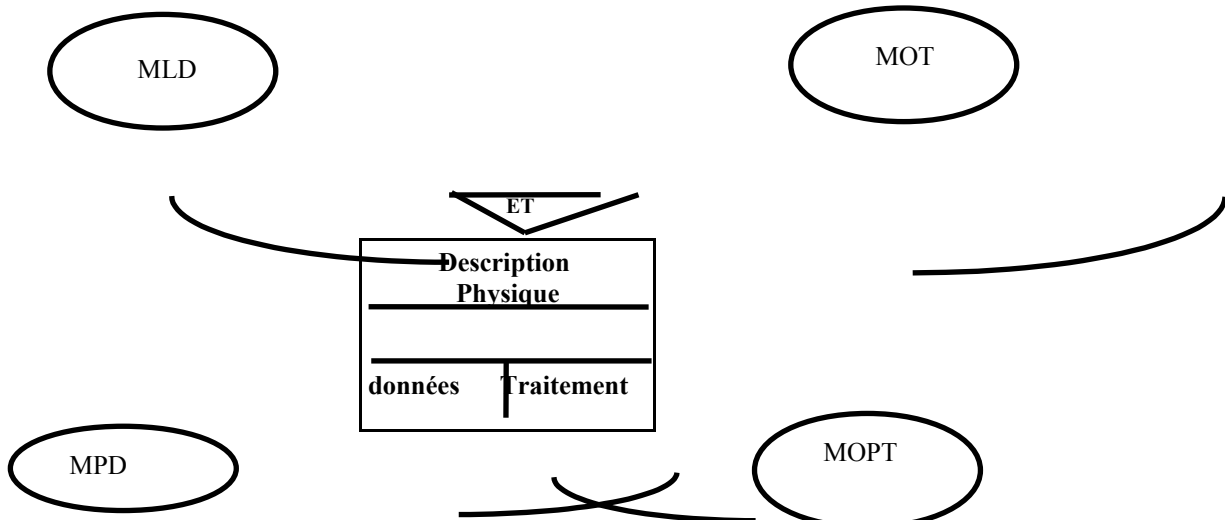 MLD
MOT
ET
Description
Physique
données Traitement
MPD
MOPT